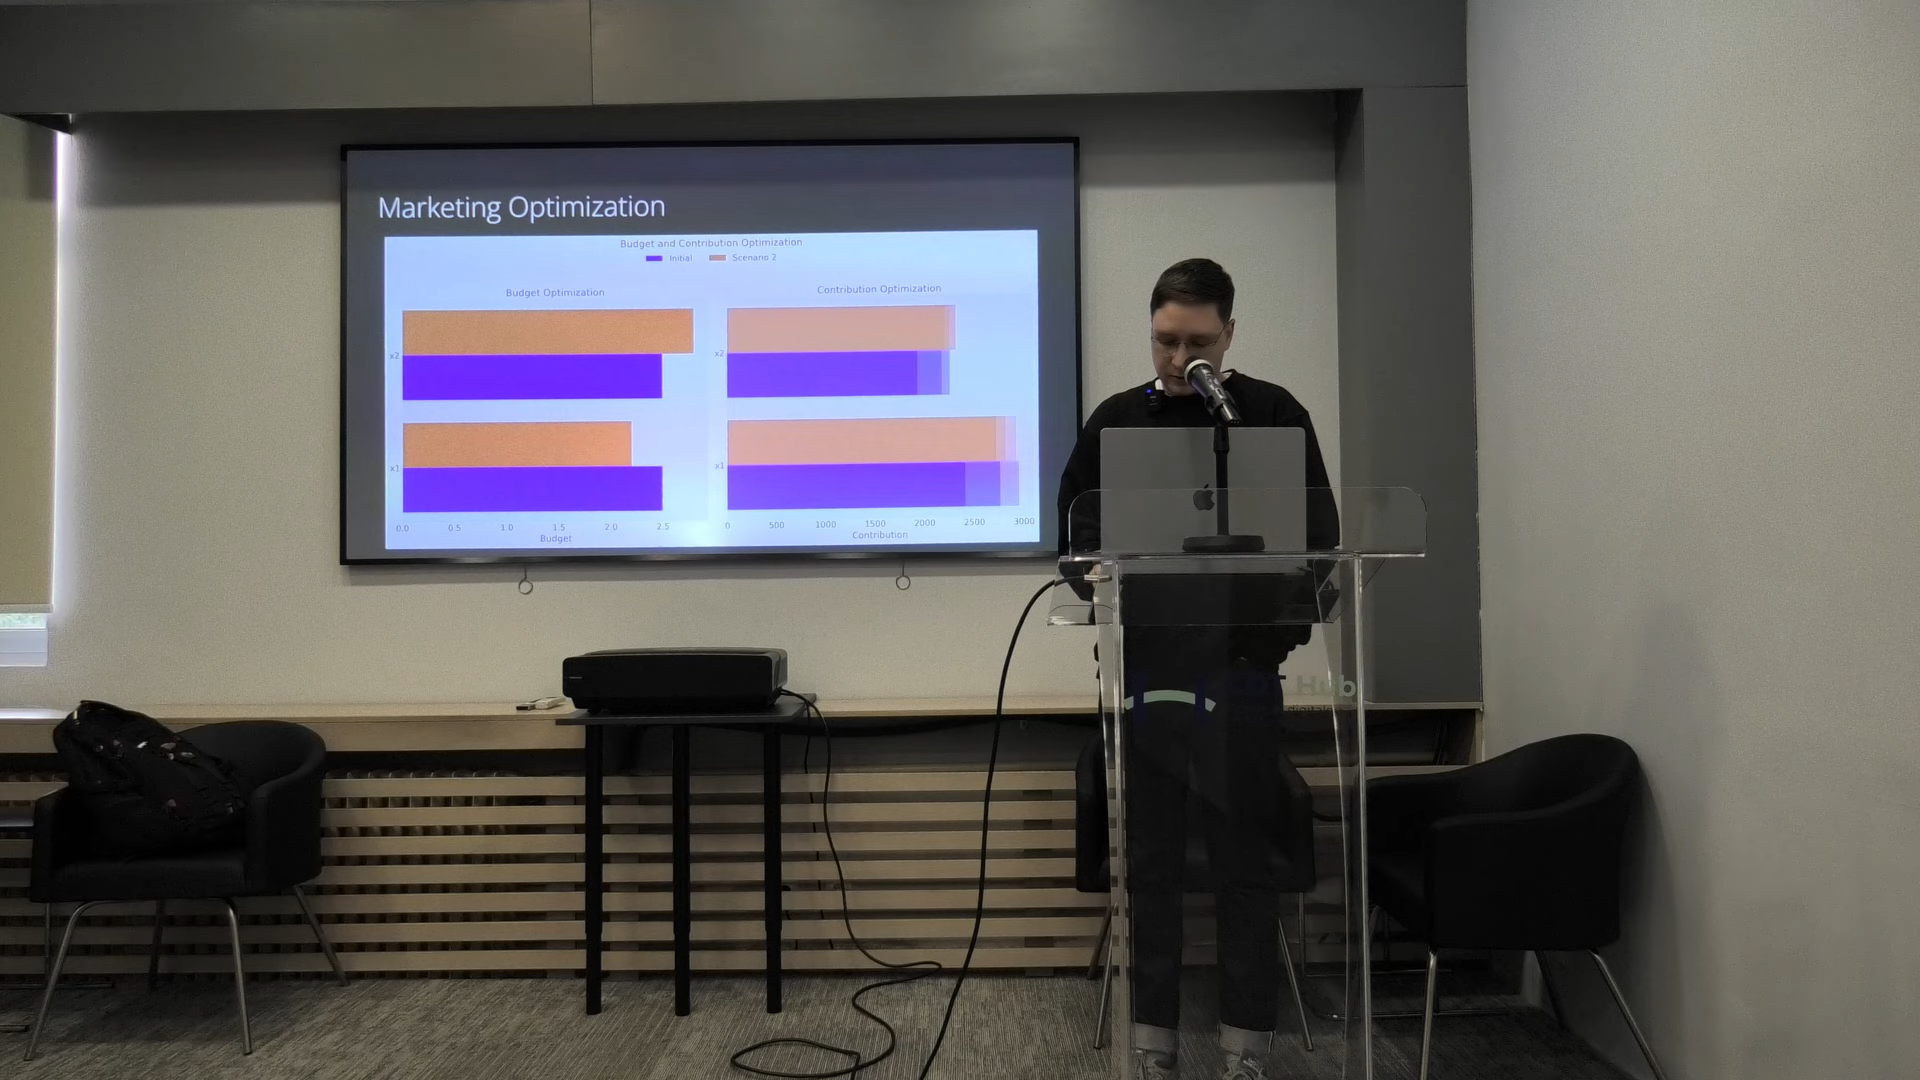 Marketing Optimization
Budget and Contribution Optimization
Initial Scenario 2
Budget Optimization
x2
x1
0.0 0.5 1.0 1.5 2.0 2.5
Budget
Contribution Optimization
x2
x1
0 500 1000 1500 2000 2500 3000
Contribution
Hub